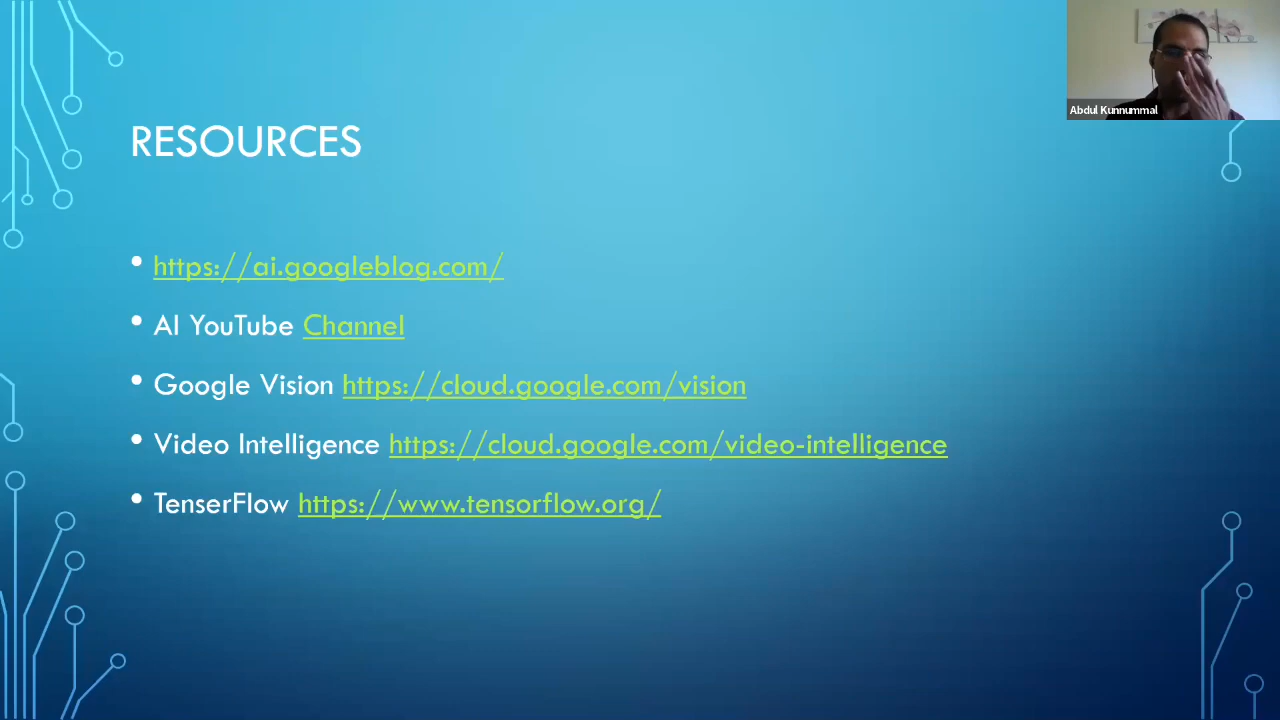 Abdul Kunnummal
RESOURCES
• https://ai.googleblog.com/
• AI YouTube Channel
• Google Vision https://cloud.google.com/vision
• Video Intelligence https://cloud.google.com/video-intelligence
• TenserFlow https://www.tensorflow.org/